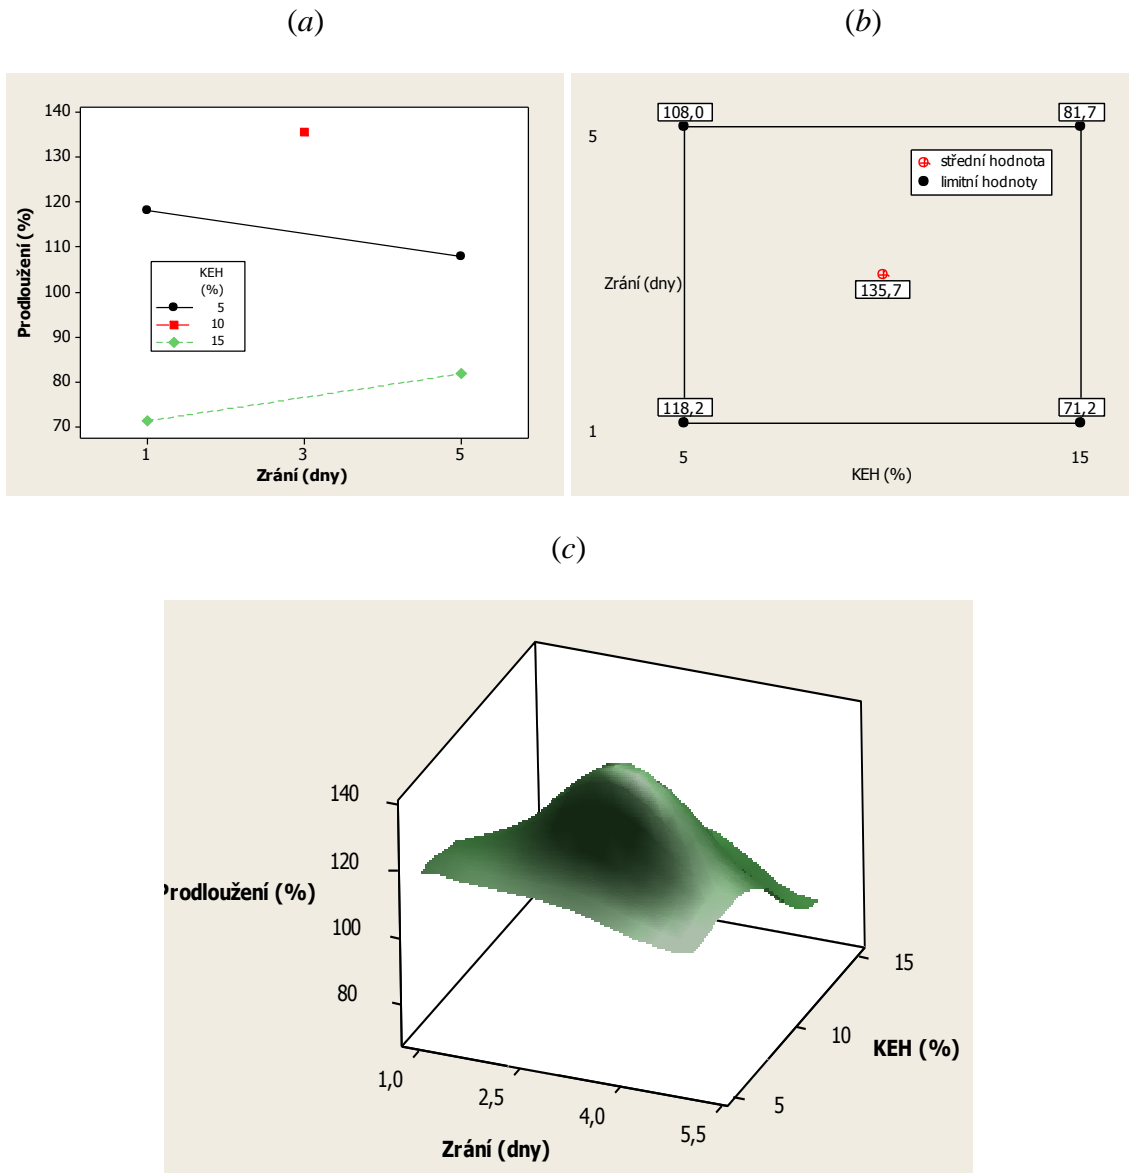 (a)
140
130
120
110
100
90
80
70
Prodloužení (%)
KEH
(%)
5
10
15
1
3
5
Zrání (dny)
(b)
108,0
81,7
5
střední hodnota
limitní hodnoty
Zrání (dny)
135,7
118,2
71,2
1
5
15
KEH (%)
(c)
140
120
Prodloužení (%)
100
80
15
10
KEH (%)
5
1,0
2,5
4,0
5,5
Zrání (dny)